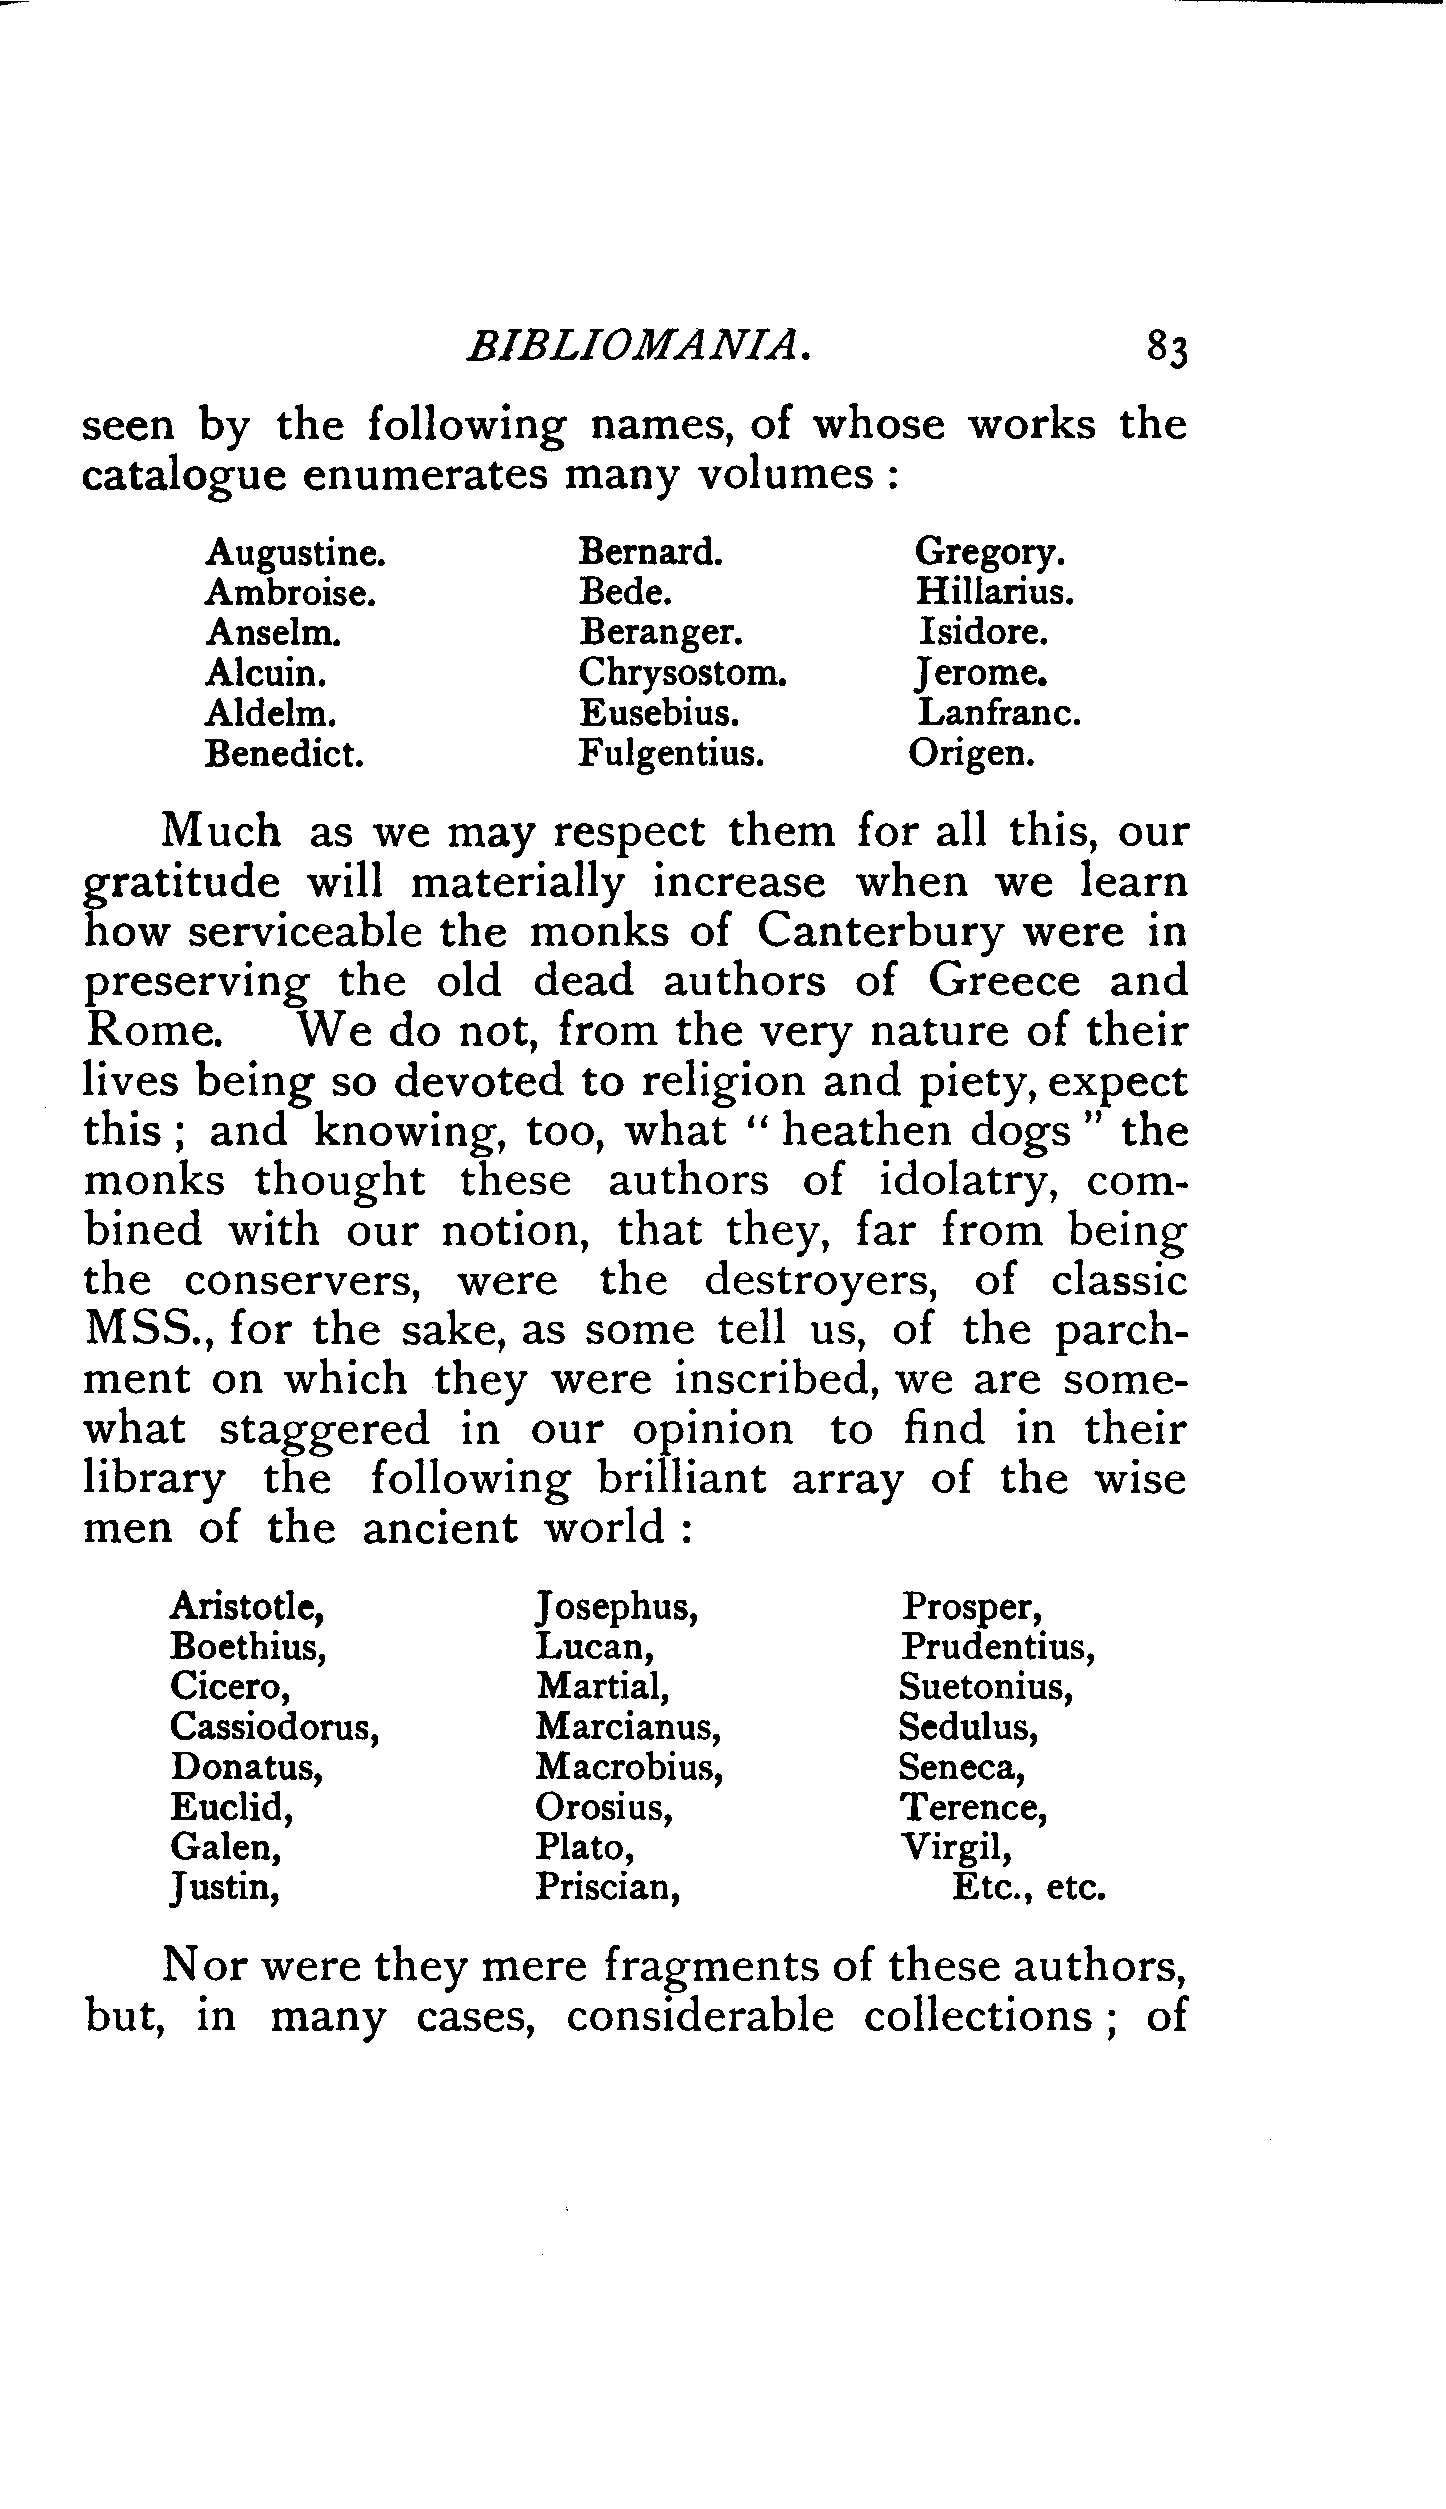 BIBLIOMANIA. 83
seen by the following names, of whose works the
catalogue enumerates many volumes :
Augustine. Bernard. Gregory.
Ambroise. Bede. Hillarius.
Anselm. Beranger. Isidore.
Alcuin. Chrysostom. Jerome.
Aldelm. Eusebius. Lanfranc.
Benedict. Fulgentius. Origen.
Much as we may respect them for all this, our
gratitude will materially increase when we learn
how serviceable the monks of Canterbury were in
preserving the old dead authors of Greece and
Rome. We do not, from the very nature of their
lives being so devoted to religion and piety, expect
this ; and knowing, too, what " heathen dogs " the
monks thought these authors of idolatry, com-
bined with our notion, that they, far from being
the conservers, were the destroyers, of classic
MSS., for the sake, as some tell us, of the parch-
ment on which they were inscribed, we are some-
what staggered in our opinion to find in their
library the following brilliant array of the wise
men of the ancient world :
Aristotle, Josephus, Prosper,
Boethius, Lucan, Prudentius,
Cicero, Martial, Suetonius,
Cassiodorus, Marcianus, Sedulus,
Donatus, Macrobius, Seneca,
Euclid, Orosius, Terence,
Galen, Plato, Virgil,
Justin, Priscian, Etc., etc.
Nor were they mere fragments of these authors,
but, in many cases, considerable collections ; of